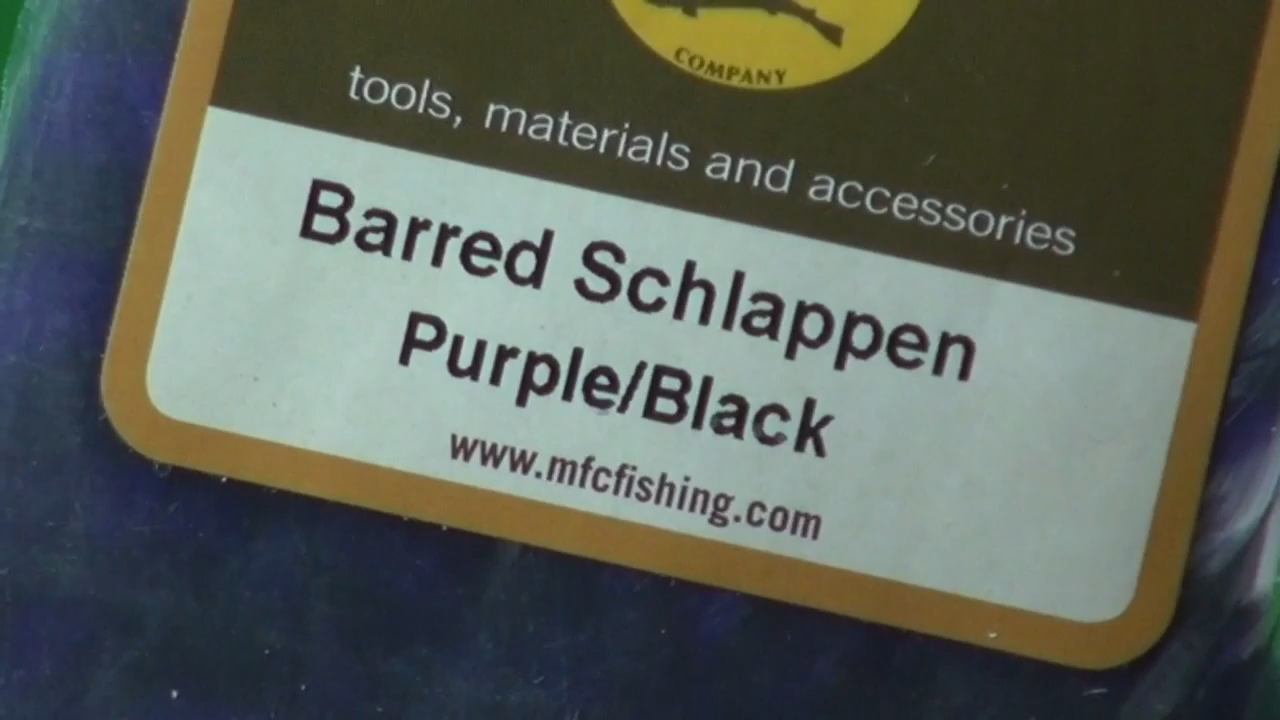 COMPANY
tools, materials and accessories
Barred Schlappen
Purple/Black
www.mfcfishing.com